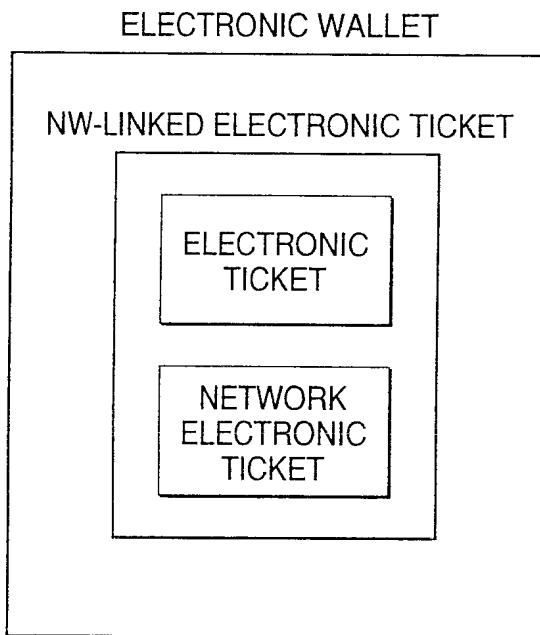 ELECTRONIC WALLET
NW-LINKED ELECTRONIC TICKET
ELECTRONIC
TICKET
NETWORK
ELECTRONIC
TICKET